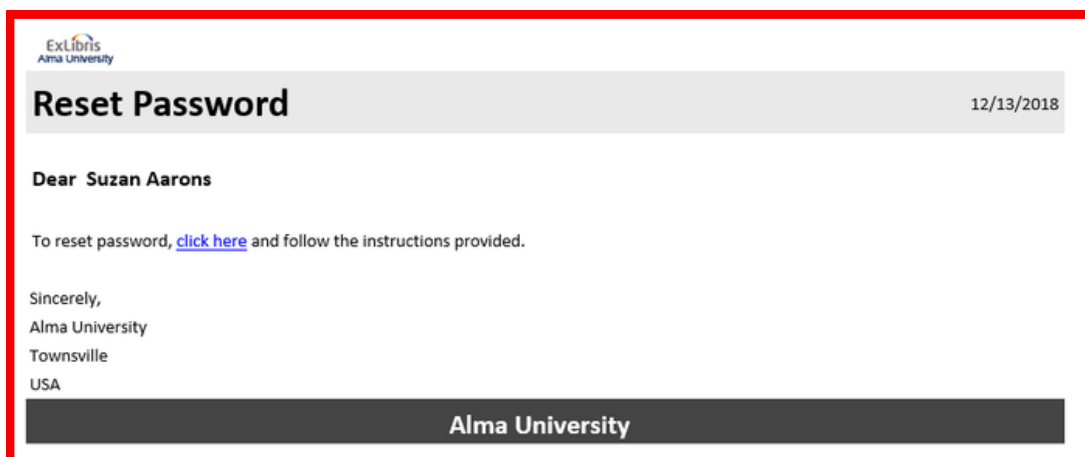 ExLibris
Alma University
Reset Password 12/13/2018
Dear Suzan Aarons
To reset password, click here and follow the instructions provided.
Sincerely,
Alma University
Townsville
USA
Alma University